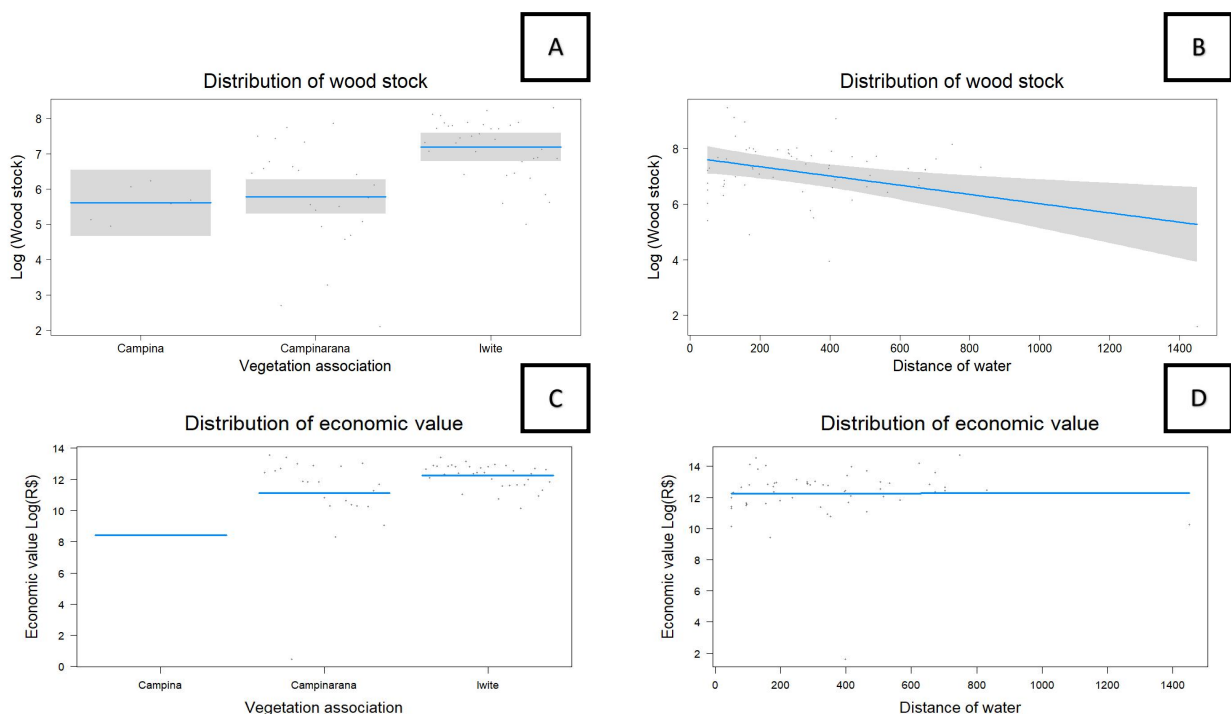 A
Distribution of wood stock
Log (Wood stock)
8
7
6
5
4
3
2
Campina Campinarana Iwite
Vegetation association
B
Distribution of wood stock
Log (Wood stock)
8
6
4
2
0 200 400 600 800 1000 1200 1400
Distance of water
C
Distribution of economic value
Economic value Log(R$)
14
12
10
8
6
4
2
0
Campina Campinarana Iwite
Vegetation association
D
Distribution of economic value
Economic value Log(R$)
14
12
10
8
6
4
2
0 200 400 600 800 1000 1200 1400
Distance of water